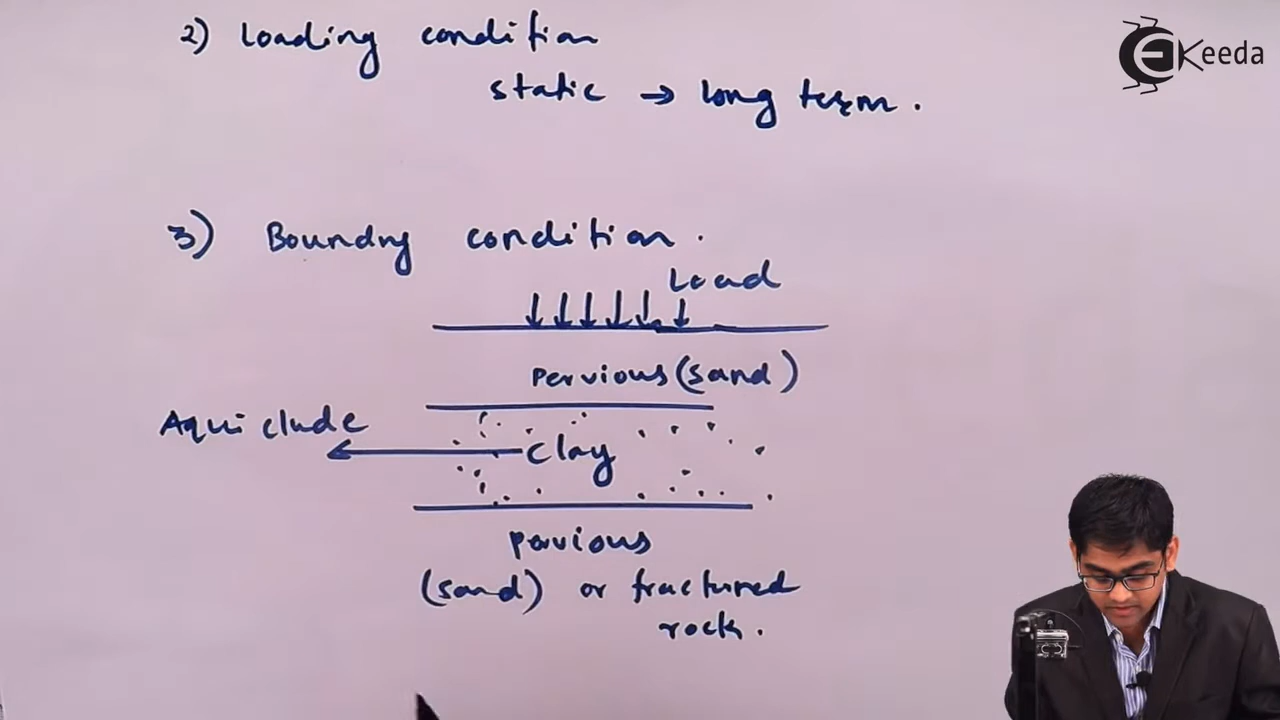 2) Loading condition
static → long term.
EKeeda
3) Boundry condition.
Load
Pervious (sand)
Aquiclude
clay
pervious
(sand) or fractured
rock.